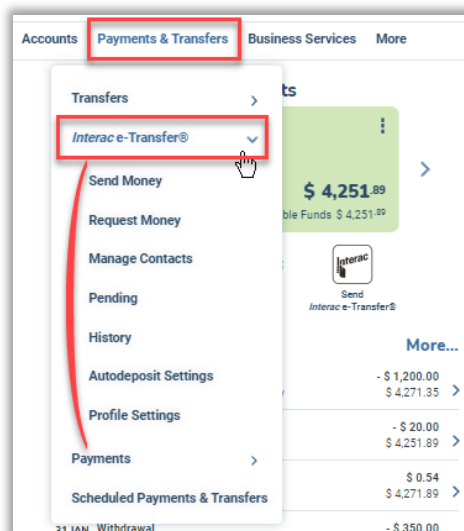 Accounts Payments & Transfers Business Services More
ts
Transfers
Interac e-Transfer®
Send Money
Request Money
Manage Contacts
Pending
History
Autodeposit Settings
Profile Settings
Payments
Scheduled Payments & Transfers
$ 4,251.89
ble Funds $ 4,251.89
Interac
Send
Interac e-Transfer®
More...
- $ 1,200.00
$ 4,271.35
- $ 20.00
$ 4,251.89
$ 0.54
$ 4,271.89
31 JAN Withdrawal - $ 350.00